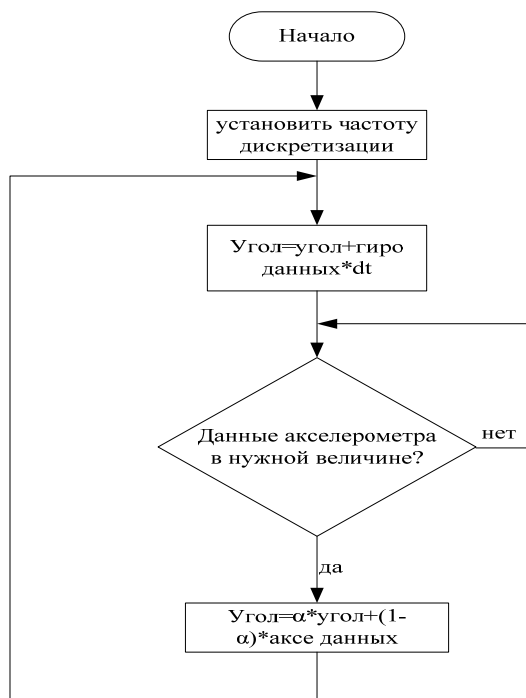 Начало
установить частоту
дискретизации
Угол=угол+гиро
данных*dt
Данные акселерометра
в нужной величине?
нет
да
Угол=α*угол+(1-
α)*аксе данных